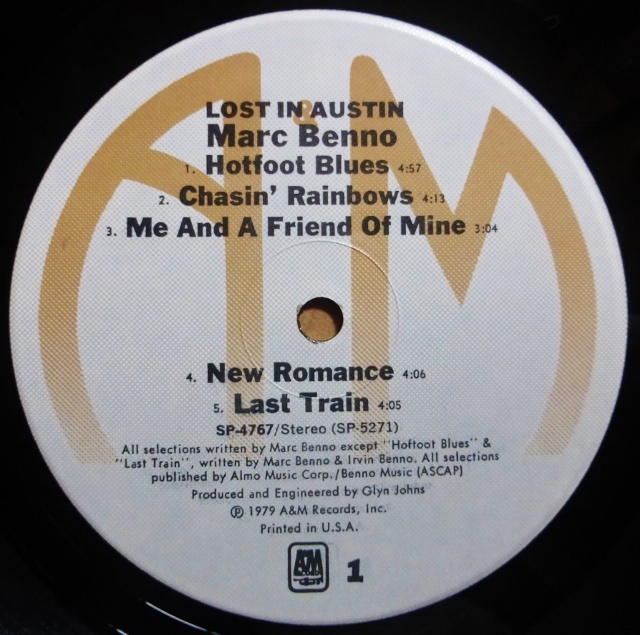 LOST IN AUSTIN
Marc Benno
1. Hotfoot Blues 4:57
2. Chasin' Rainbows 4:13
3. Me And A Friend Of Mine 3:04
4. New Romance 4:06
5. Last Train 4:05
SP-4767/Stereo (SP-5271)
All selections written by Marc Benno except "Hoftoot Blues" &
"Last Train", written by Marc Benno & Irvin Benno. All selections
published by Almo Music Corp./Benno Music (ASCAP)
Produced and Engineered by Glyn Johns
℗ 1979 A&M Records, Inc.
Printed in U.S.A.
A&M
RECORDS
1